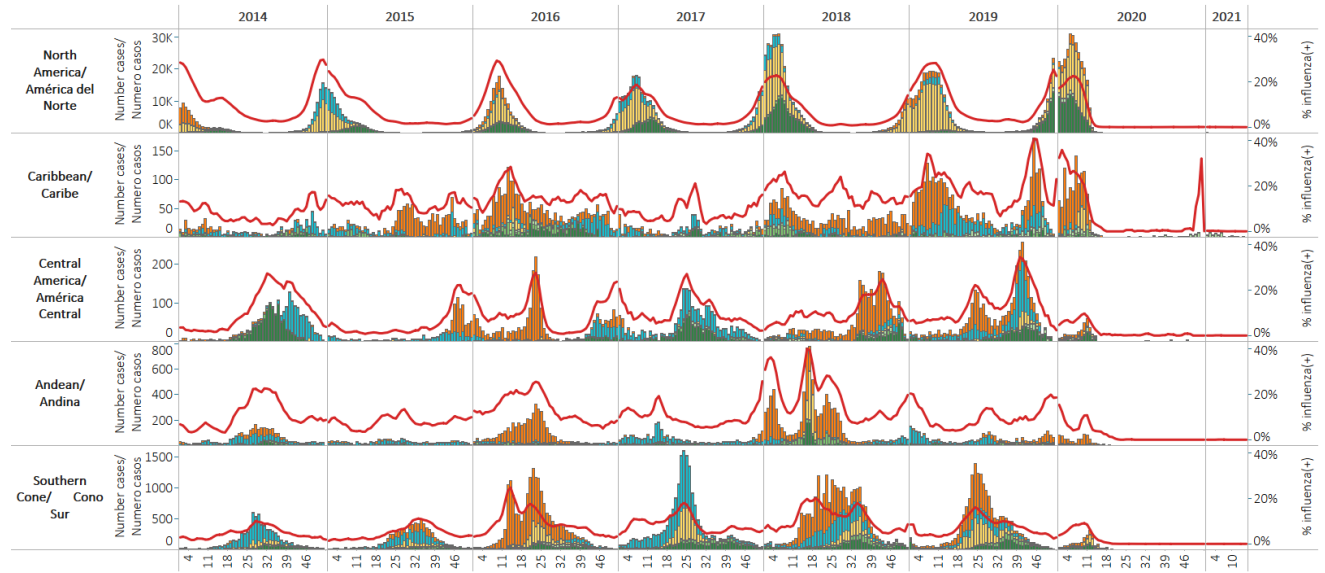 2014 2015 2016 2017 2018 2019 2020 2021
North
America/
América del
Norte
Number cases/
Numero casos
30K
20K
10K
0K
40%
20%
0%
% influenza(+)
Caribbean/
Caribe
Number cases/
Numero casos
150
100
50
0
40%
20%
0%
% influenza(+)
Central
America/
América
Central
Number cases/
Numero casos
200
100
0
40%
20%
0%
% influenza(+)
Andean/
Andina
Number cases/
Numero casos
800
600
400
200
40%
20%
0%
% influenza(+)
Southern
Cone/ Cono
Sur
Number cases/
Numero casos
1500
1000
500
0
40%
20%
0%
% influenza(+)
4 11 18 25 32 39 46 4 11 18 25 32 39 46 4 11 18 25 32 39 46 4 11 18 25 32 39 46 4 11 18 25 32 39 46 4 11 18 25 32 39 46 4 11 18 25 32 39 46 4 10